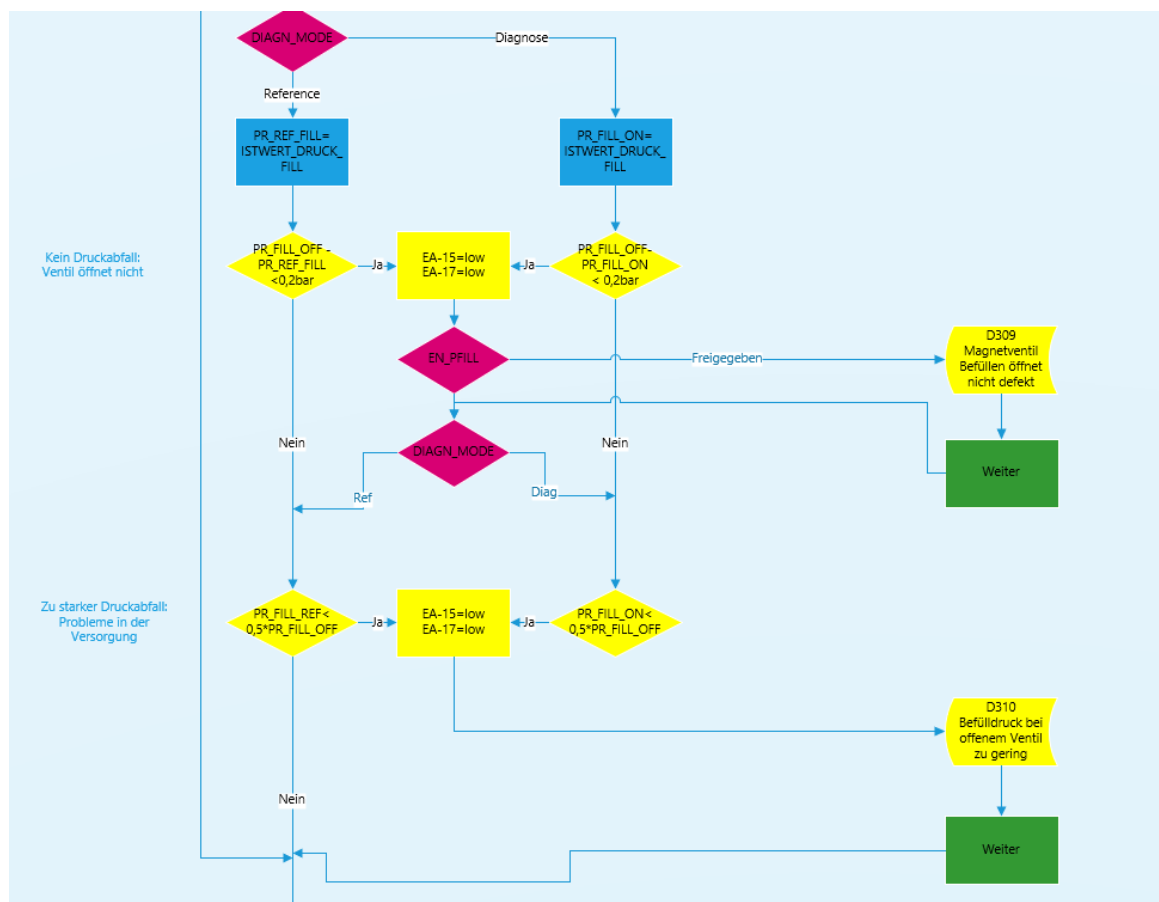 DIAGN_MODE
Diagnose
Reference
PR_REF_FILL=
ISTWERT_DRUCK_
FILL
PR_FILL_ON=
ISTWERT_DRUCK_
FILL
Kein Druckabfall:
Ventil öffnet nicht
PR_FILL_OFF -
PR_REF_FILL
<0,2bar
Ja
EA-15=low
EA-17=low
Ja
PR_FILL_OFF-
PR_FILL_ON
< 0,2bar
EN_PFILL
Freigegeben
D309
Magnetventil
Befüllen öffnet
nicht defekt
Nein
DIAGN_MODE
Nein
Weiter
Ref
Diag
Zu starker Druckabfall:
Probleme in der
Versorgung
PR_FILL_REF<
0,5*PR_FILL_OFF
Ja
EA-15=low
EA-17=low
Ja
PR_FILL_ON<
0,5*PR_FILL_OFF
D310
Befülldruck bei
offenem Ventil
zu gering
Nein
Weiter